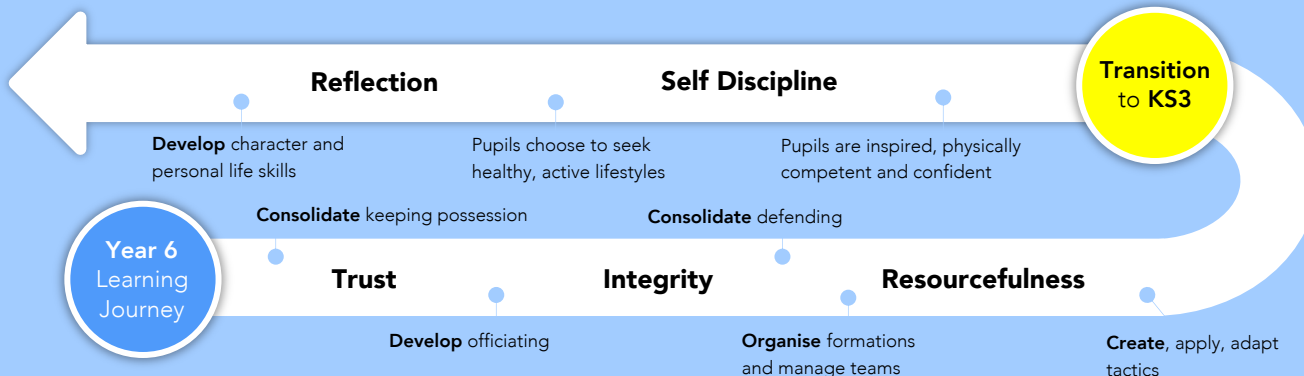 Reflection
Self Discipline
Transition
to KS3
Develop character and
personal life skills
Pupils choose to seek
healthy, active lifestyles
Pupils are inspired, physically
competent and confident
Consolidate keeping possession
Consolidate defending
Year 6
Learning
Journey
Trust
Integrity
Resourcefulness
Develop officiating
Organise formations
and manage teams
Create, apply, adapt
tactics